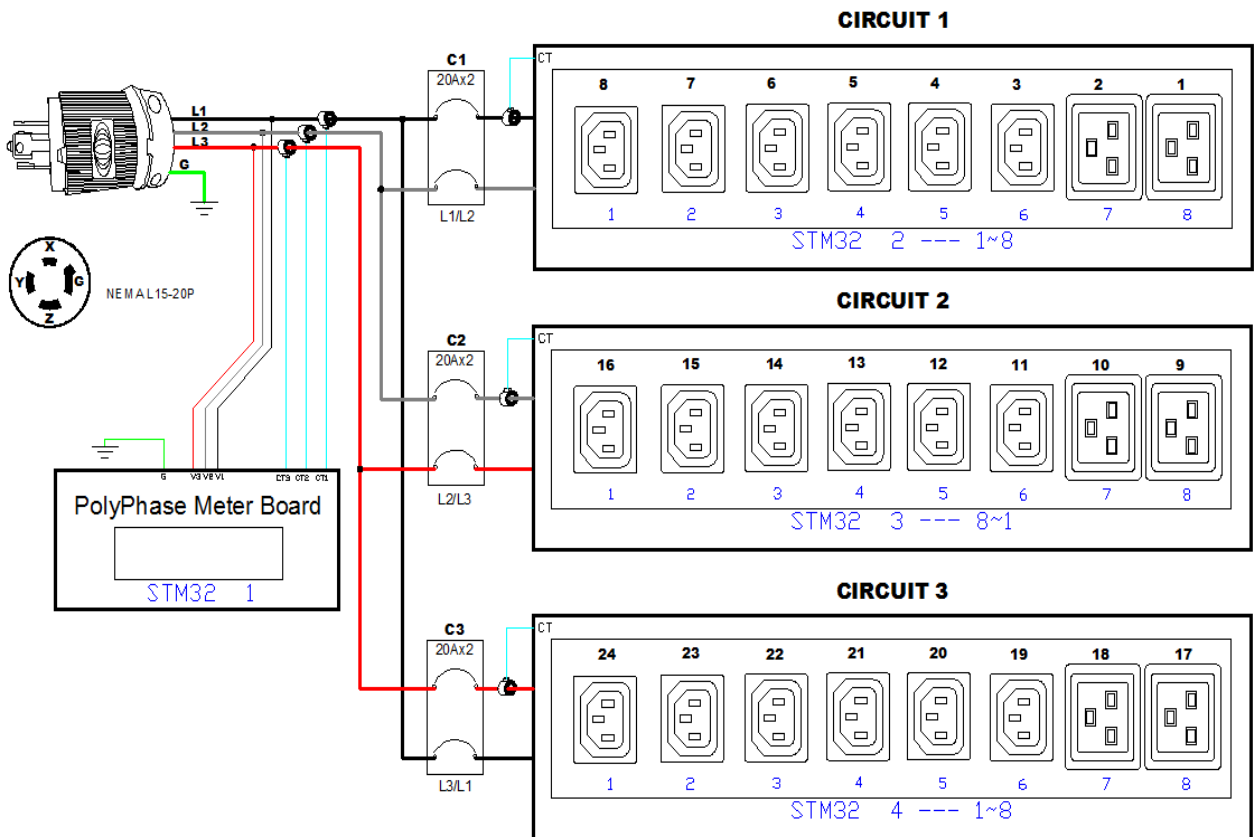 L1
L2
L3
G
X
Y
G
Z
NEMA L15-20P
G V3 V2 V1 CT3 CT2 CT1
PolyPhase Meter Board
STM32 1
CIRCUIT 1
C1
20Ax2
L1/L2
CT
8 7 6 5 4 3 2 1
1 2 3 4 5 6 7 8
STM32 2 --- 1~8
CIRCUIT 2
C2
20Ax2
L2/L3
CT
16 15 14 13 12 11 10 9
1 2 3 4 5 6 7 8
STM32 3 --- 8~1
CIRCUIT 3
C3
20Ax2
L3/L1
CT
24 23 22 21 20 19 18 17
1 2 3 4 5 6 7 8
STM32 4 --- 1~8